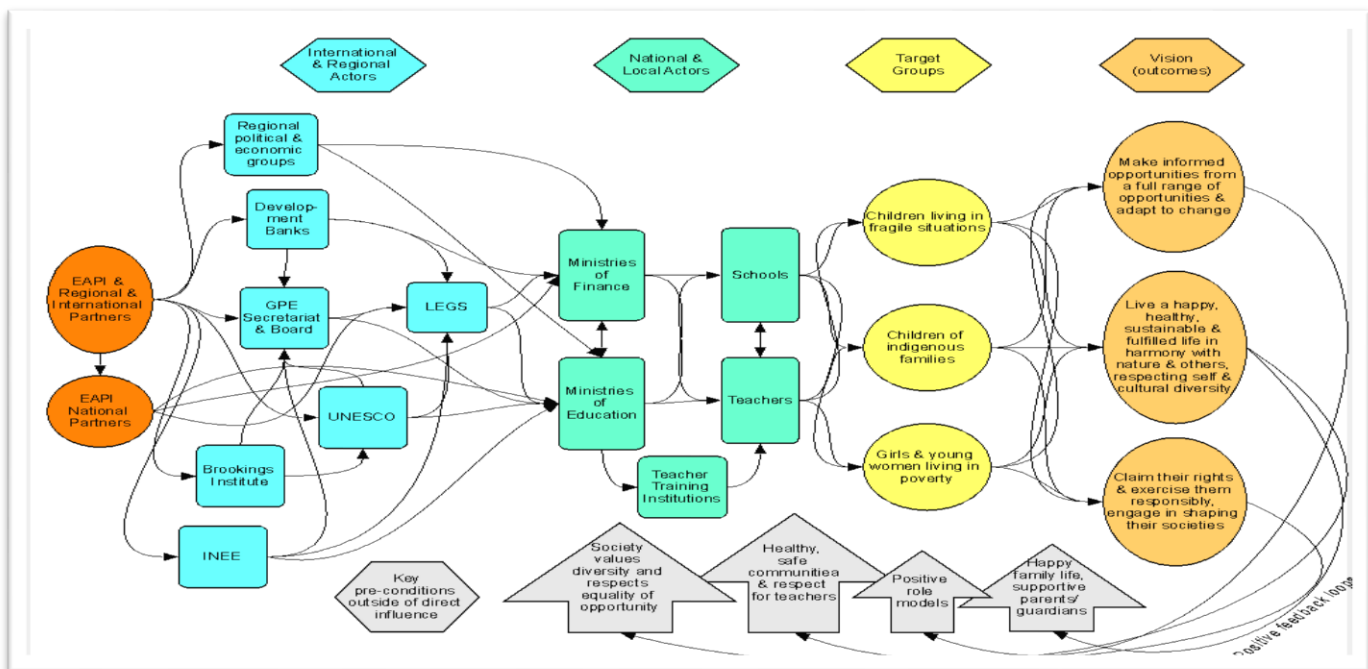 International
& Regional
Actors
National &
Local Actors
Target
Groups
Vision
(outcomes)
Regional
political &
economic
groups
Develop-
ment
Banks
EAPI &
Regional &
International
Partners
GPE
Secretariat
& Board
LEGS
EAPI
National
Partners
UNESCO
Brookings
Institute
INEE
Ministries
of
Finance
Ministries
of
Education
Schools
Teachers
Teacher
Training
Institutions
Children living in
fragile situations
Children of
indigenous
families
Girls & young
women living in
poverty
Make informed
opportunities from
a full range of
opportunities &
adapt to change
Live a happy,
healthy,
sustainable &
fulfilled life in
harmony with
nature & others,
respecting self &
cultural diversity
Claim their rights
& exercise them
responsibly,
engage in shaping
their societies
Key
pre-conditions
outside of direct
influence
Society
values
diversity and
respects
equality of
opportunity
Healthy,
safe
communitiea
& respect
for teachers
Positive
role
models
Happy
family life,
supportive
parents/
guardians
Positive feedback loops